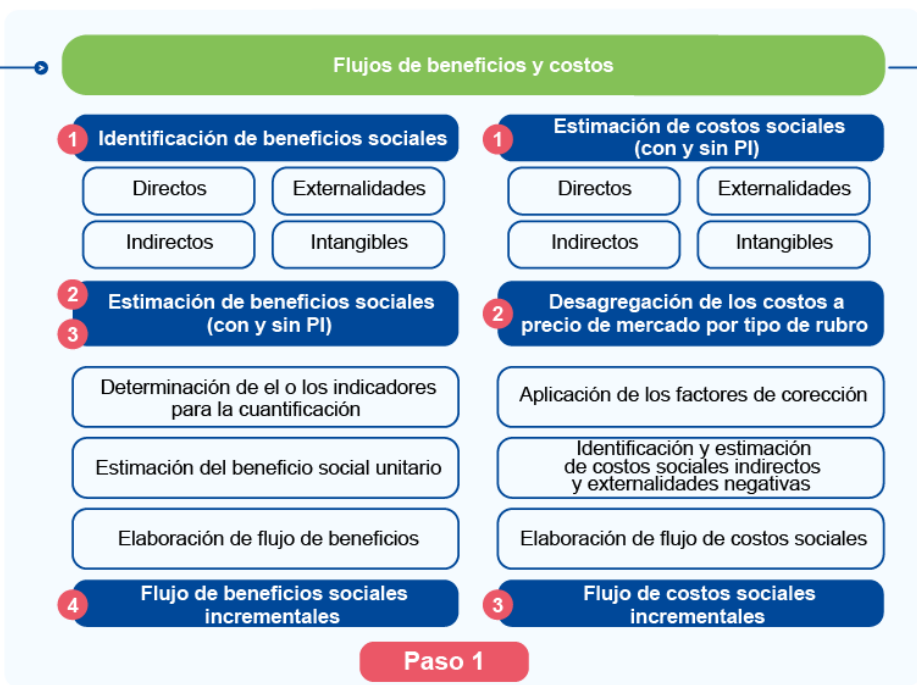 Flujos de beneficios y costos
1
Identificación de beneficios sociales
Directos
Externalidades
Indirectos
Intangibles
2
3
Estimación de beneficios sociales
(con y sin PI)
Determinación de el o los indicadores
para la cuantificación
Estimación del beneficio social unitario
Elaboración de flujo de beneficios
4
Flujo de beneficios sociales
incrementales
1
Estimación de costos sociales
(con y sin PI)
Directos
Externalidades
Indirectos
Intangibles
2
Desagregación de los costos a
precio de mercado por tipo de rubro
Aplicación de los factores de corección
Identificación y estimación
de costos sociales indirectos
y externalidades negativas
Elaboración de flujo de costos sociales
3
Flujo de costos sociales
incrementales
Paso 1